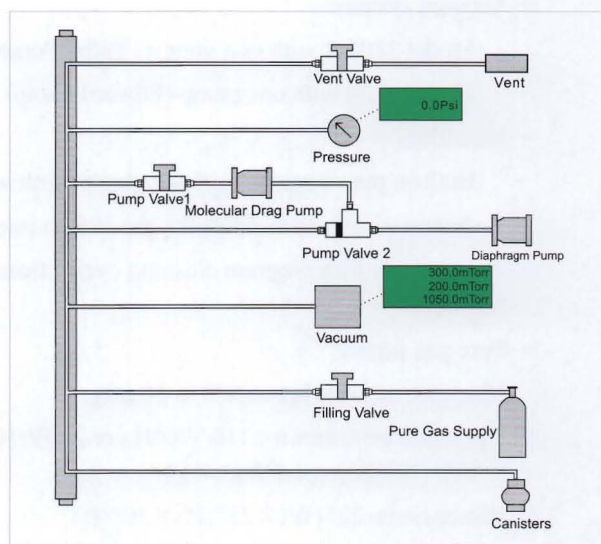 Vent Valve
Vent
0.0Psi
Pressure
Pump Valve1
Molecular Drag Pump
Pump Valve 2
Diaphragm Pump
300.0mTorr
200.0mTorr
1050.0mTorr
Vacuum
Filling Valve
Pure Gas Supply
Canisters